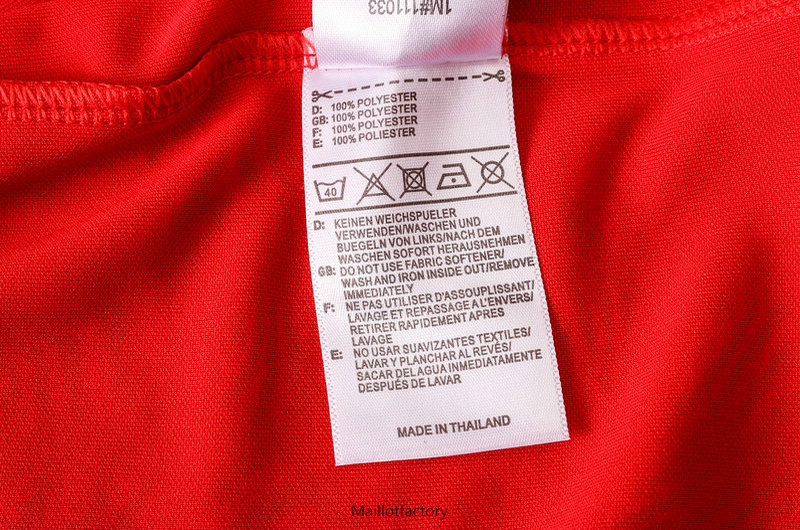 1M#111033
D: 100% POLYESTER
GB: 100% POLYESTER
F: 100% POLYESTER
E: 100% POLIESTER
40
D: KEINEN WEICHSPUELER
VERWENDEN/WASCHEN UND
BUEGELN VON LINKS/NACH DEM
WASCHEN SOFORT HERAUSNEHMEN
GB: DO NOT USE FABRIC SOFTENER/
WASH AND IRON INSIDE OUT/REMOVE
IMMEDIATELY
F: NE PAS UTILISER D'ASSOUPLISSANT/
LAVAGE ET REPASSAGE A L'ENVERS/
RETIRER RAPIDEMENT APRES
LAVAGE
E: NO USAR SUAVIZANTES TEXTILES/
LAVAR Y PLANCHAR AL REVÉS/
SACAR DEL AGUA INMEDIATAMENTE
DESPUÉS DE LAVAR
MADE IN THAILAND
Maillotfactory